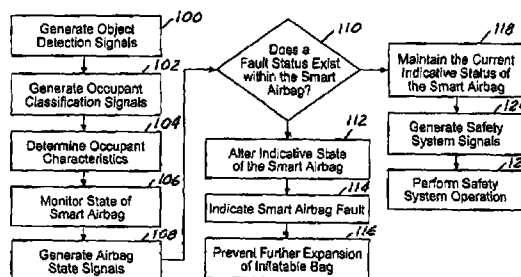 100
Generate Object
Detection Signals
102
Generate Occupant
Classification Signals
104
Determine Occupant
Characteristics
106
Monitor State of
Smart Airbag
108
Generate Airbag
State Signals
110
Does a
Fault Status Exist
within the Smart
Airbag?
112
Alter Indicative State
of the Smart Airbag
114
Indicate Smart Airbag Fault
116
Prevent Further Expansion
of Inflatable Bag
118
Maintain the Current
Indicative Status of
the Smart Airbag
Generate Safety
System Signals
Perform Safety
System Operation